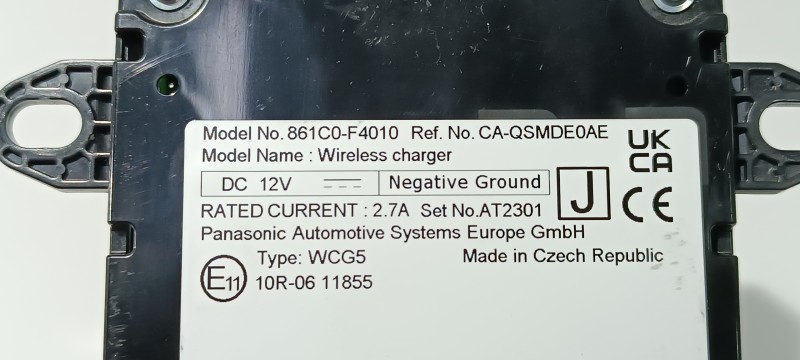 Model No. 861C0-F4010 Ref. No. CA-QSMDE0AE
Model Name : Wireless charger
UK
CA
DC 12V Negative Ground
J
CE
RATED CURRENT : 2.7A Set No.AT2301
Panasonic Automotive Systems Europe GmbH
Type: WCG5 Made in Czech Republic
E11 10R-06 11855